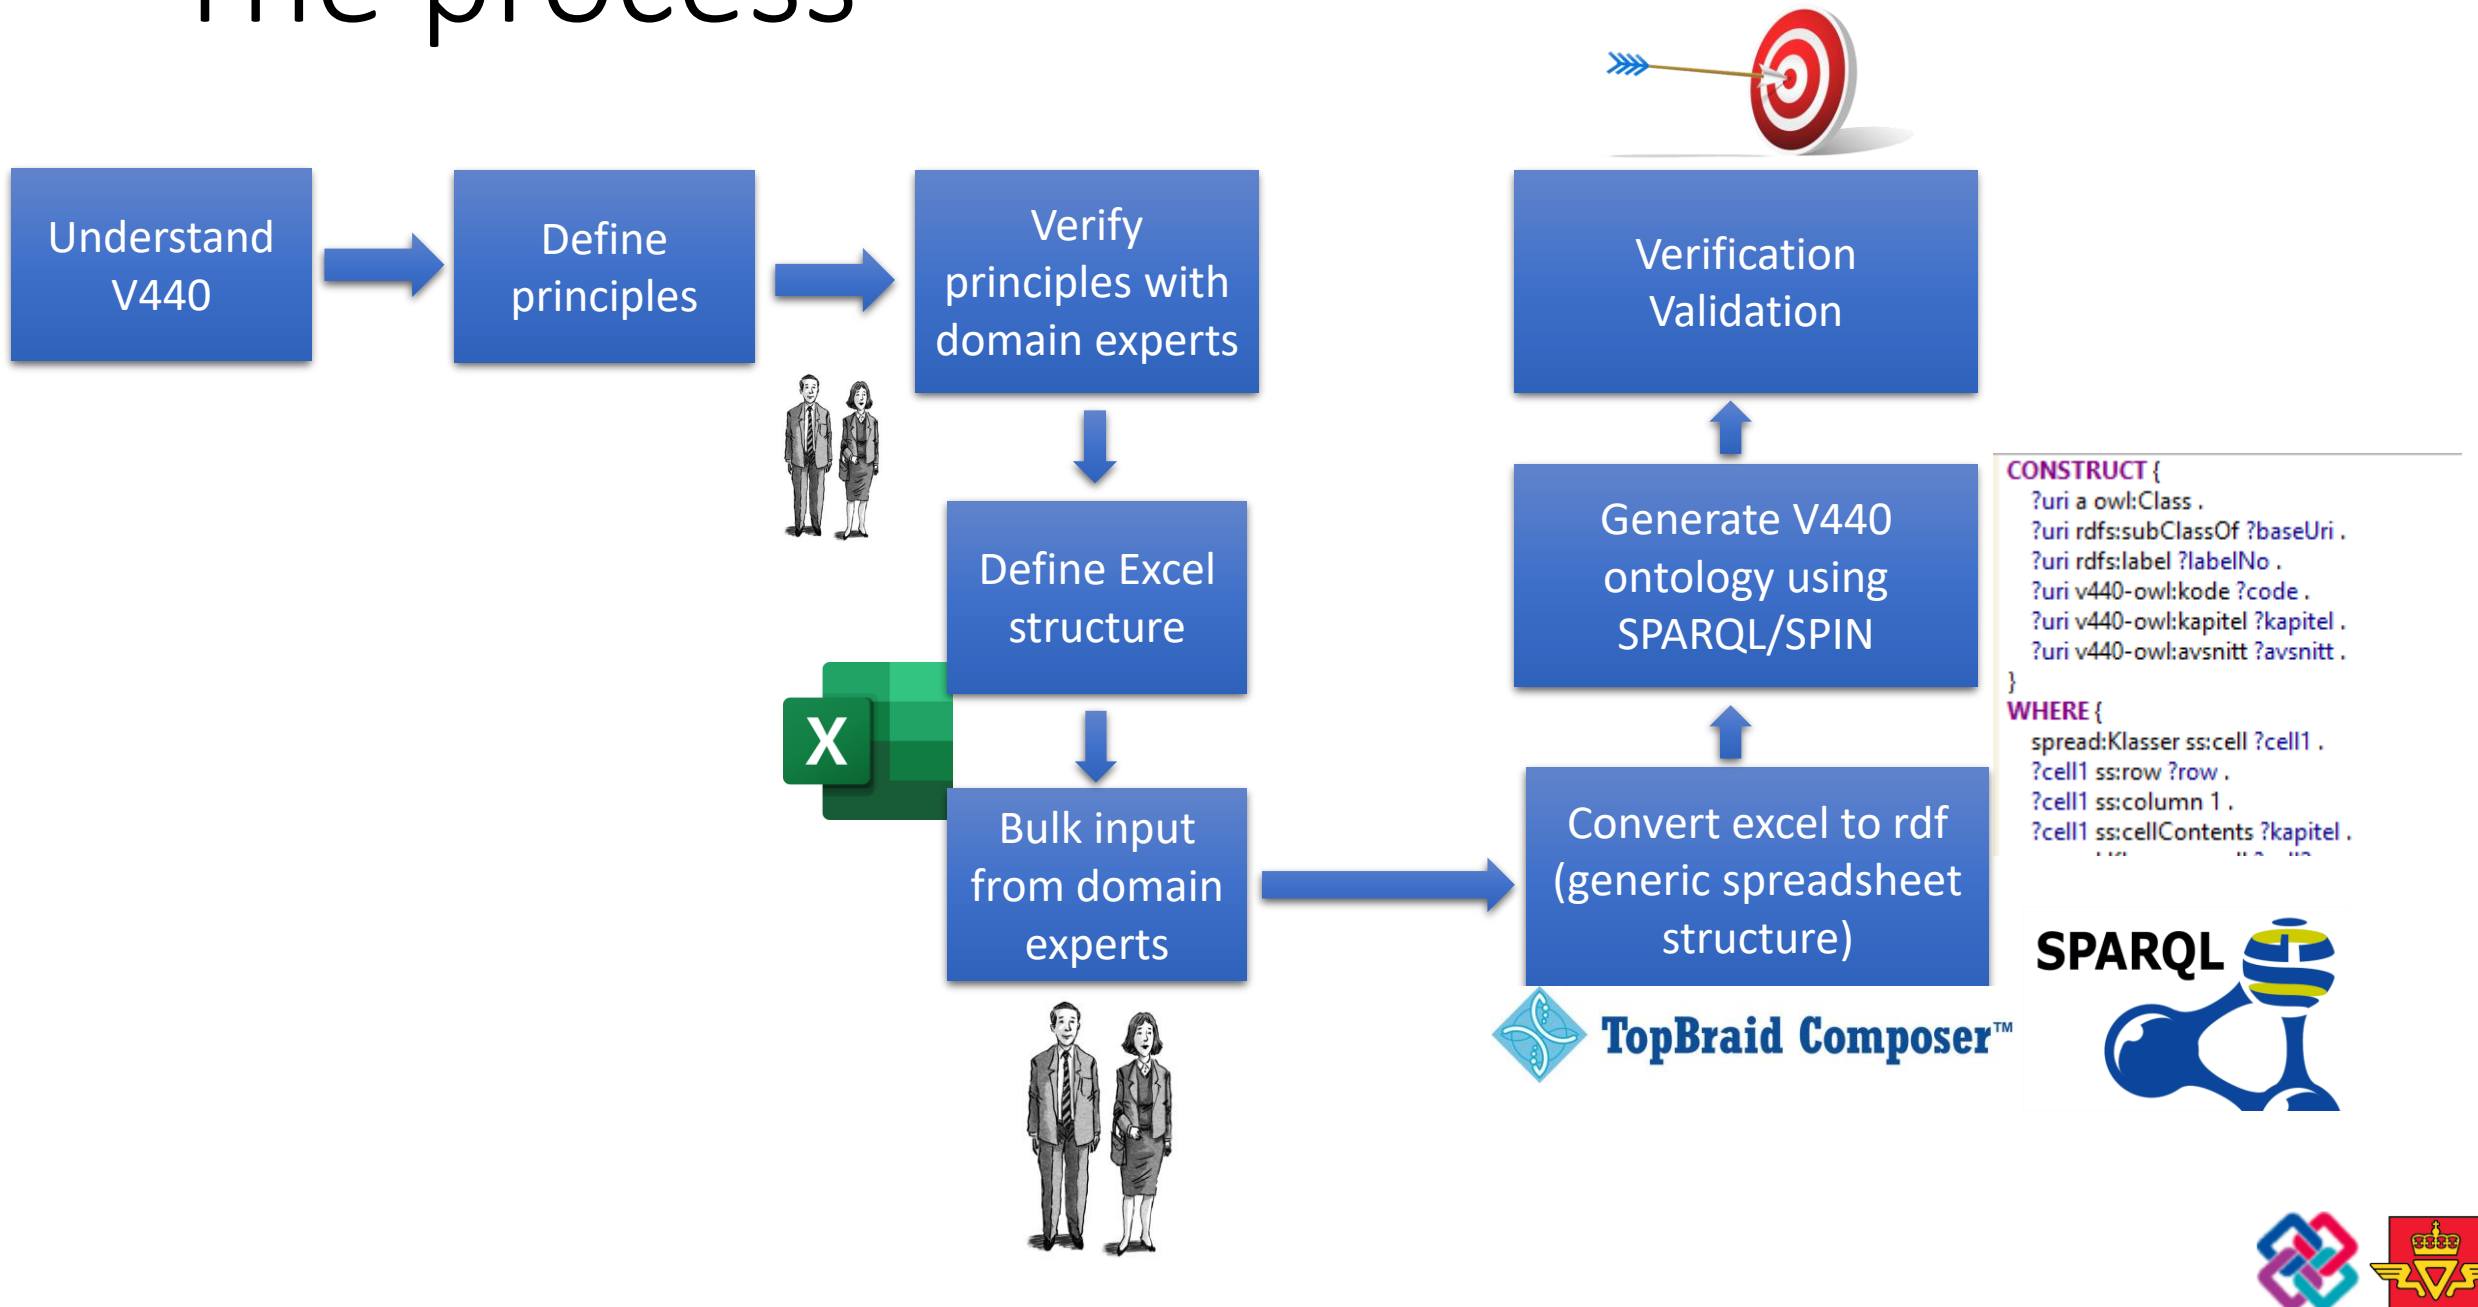 The process
Understand
V440
Define
principles
Verify
principles with
domain experts
Define Excel
structure
X
Bulk input
from domain
experts
Convert excel to rdf
(generic spreadsheet
structure)
TopBraid Composer™
Generate V440
ontology using
SPARQL/SPIN
Verification
Validation
CONSTRUCT {
?uri a owl:Class .
?uri rdfs:subClassOf ?baseUri .
?uri rdfs:label ?labelNo .
?uri v440-owl:kode ?code .
?uri v440-owl:kapitel ?kapitel .
?uri v440-owl:avsnitt ?avsnitt .
}
WHERE {
spread:Klasser ss:cell ?cell1 .
?cell1 ss:row ?row .
?cell1 ss:column 1 .
?cell1 ss:cellContents ?kapitel .
SPARQL